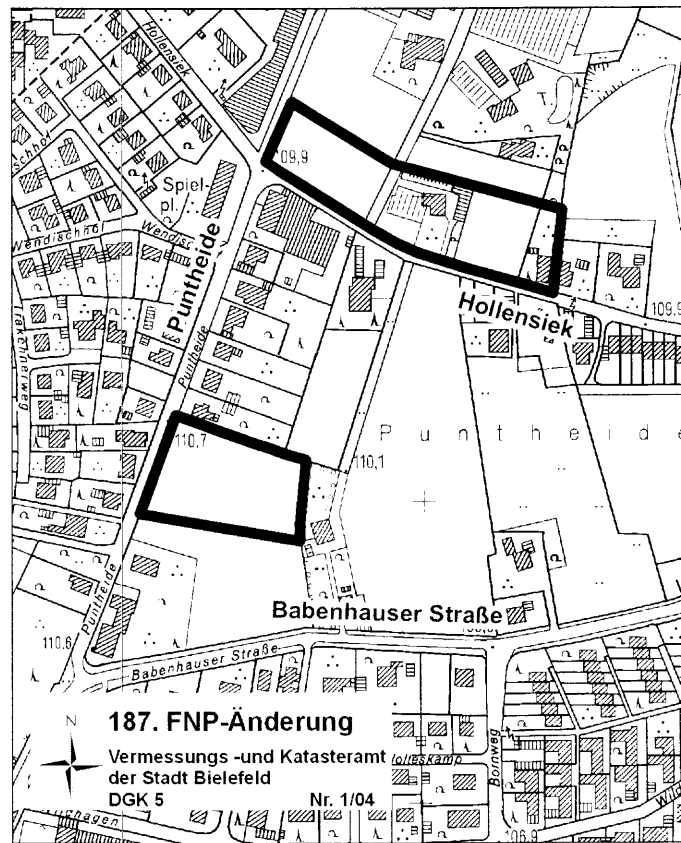 Hollensiek
T.
09,9
Spiel-
pl.
Wendischhof
Puntheide
Hollensiek
109,9
Puntheide
110,7
Puntheide
110,1
Babenhauser Straße
110,6
Puntheide
Babenhauser Straße
N
187. FNP-Änderung
Vermessungs -und Katasteramt
der Stadt Bielefeld
DGK 5 Nr. 1/04
Bornweg
106,9